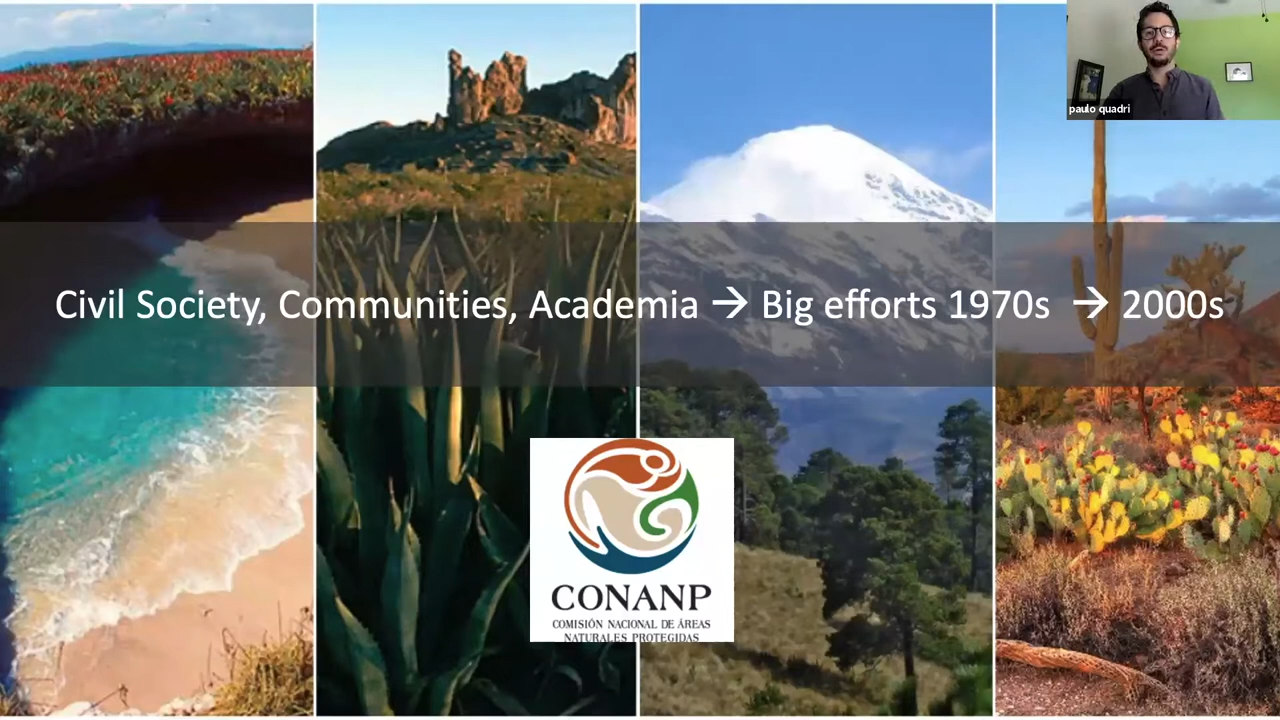 paulo quadri
Civil Society, Communities, Academia → Big efforts 1970s → 2000s
CONANP
COMISIÓN NACIONAL DE ÁREAS
NATURALES PROTEGIDAS